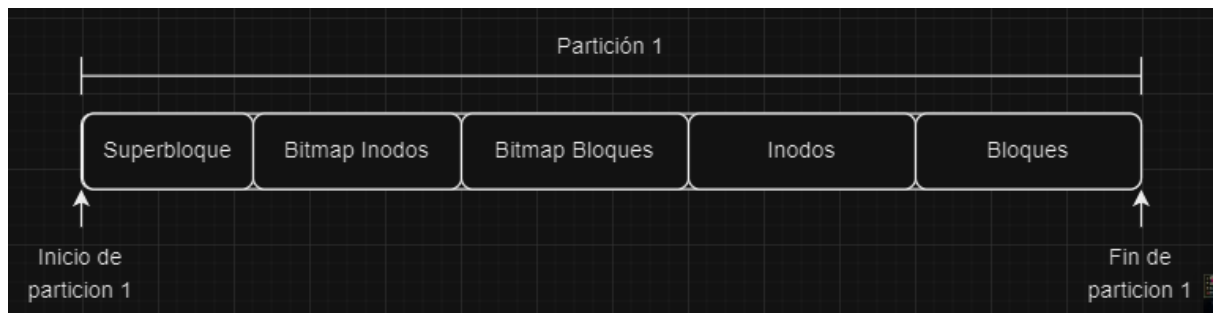 Partición 1
Superbloque
Bitmap Inodos
Bitmap Bloques
Inodos
Bloques
Inicio de
particion 1
Fin de
particion 1